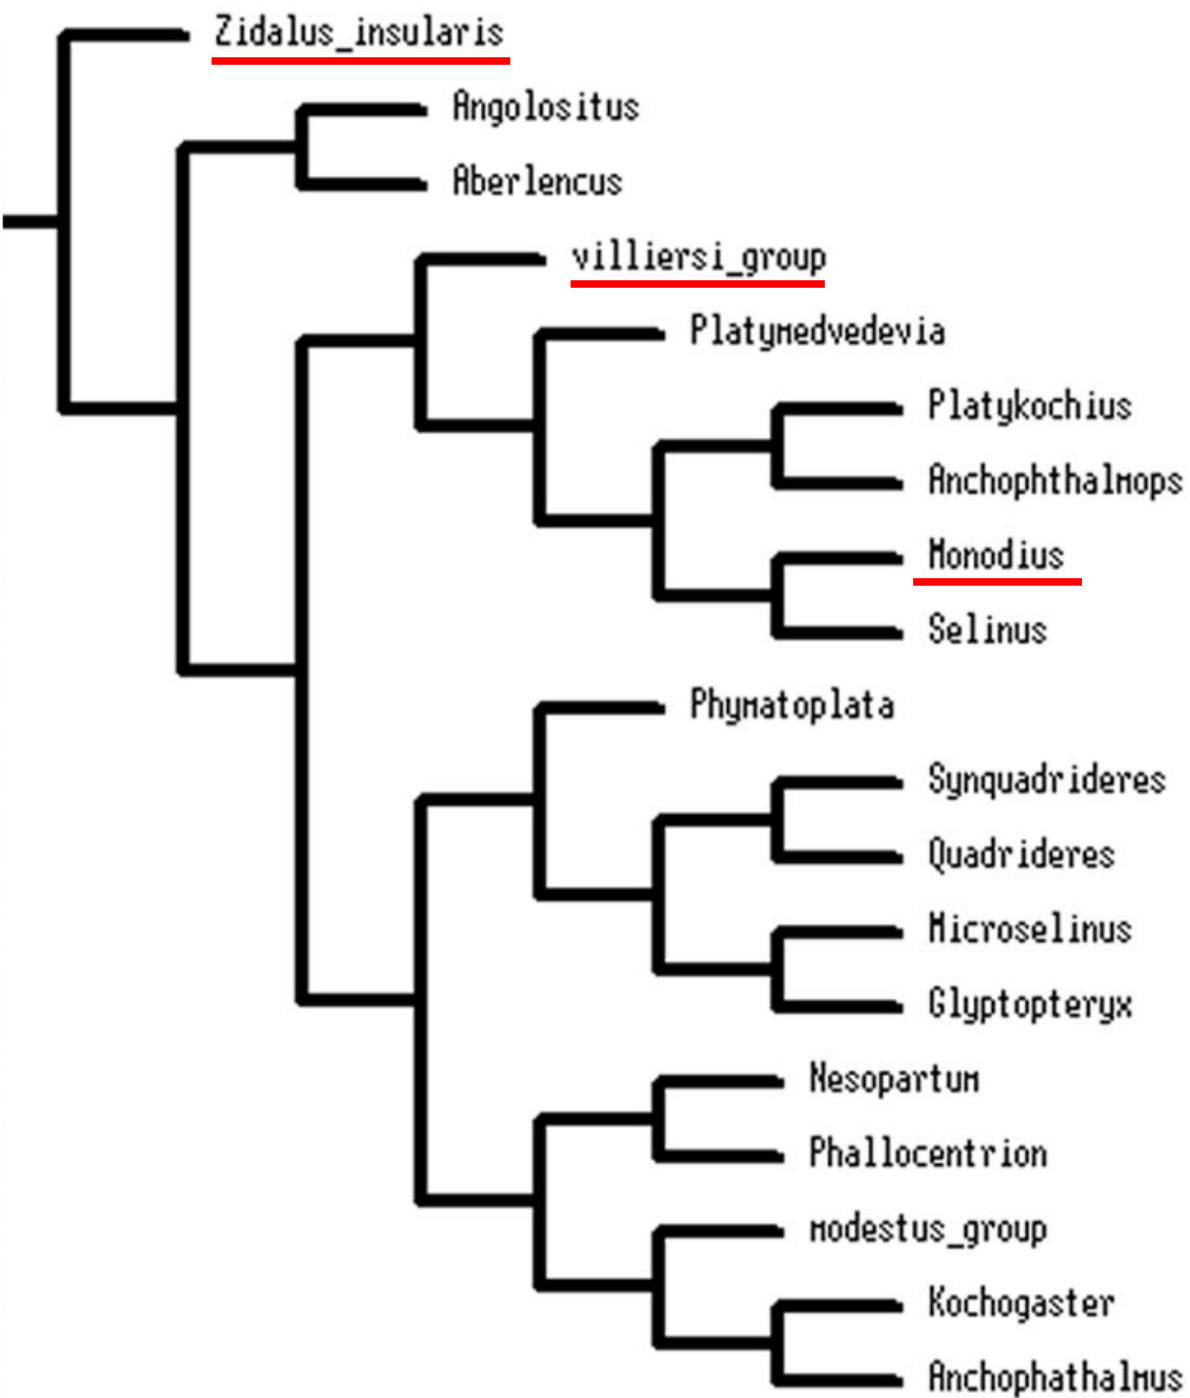 Zidalus_insularis
Angolositus
Aberlencus
villiersi_group
Platymedvedevia
Platykochius
Anchophthalmops
Monodius
Selinus
Phymatoplata
Synquadrideres
Quadrideres
Microselinus
Glyptopteryx
Nesopartum
Phallocentrion
modestus_group
Kochogaster
Anchophathalmus